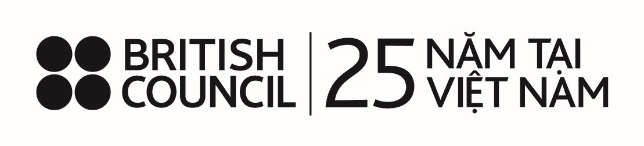 BRITISH
COUNCIL
25
NĂM TẠI
VIỆT NAM